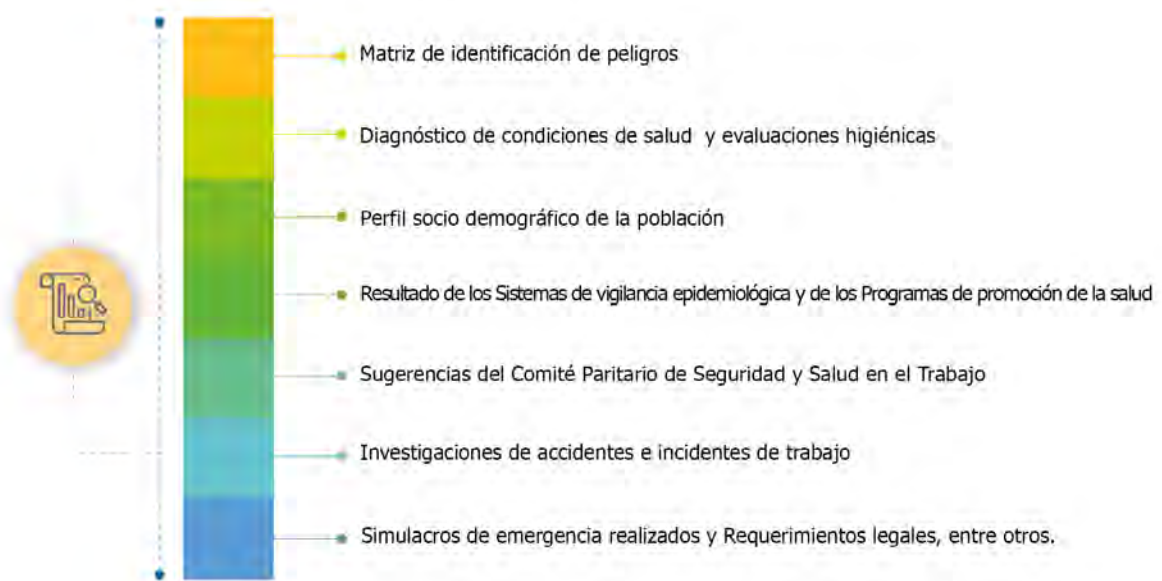 Matriz de identificación de peligros
Diagnóstico de condiciones de salud y evaluaciones higiénicas
Perfil socio demográfico de la población
Resultado de los Sistemas de vigilancia epidemiológica y de los Programas de promoción de la salud
Sugerencias del Comité Paritario de Seguridad y Salud en el Trabajo
Investigaciones de accidentes e incidentes de trabajo
Simulacros de emergencia realizados y Requerimientos legales, entre otros.